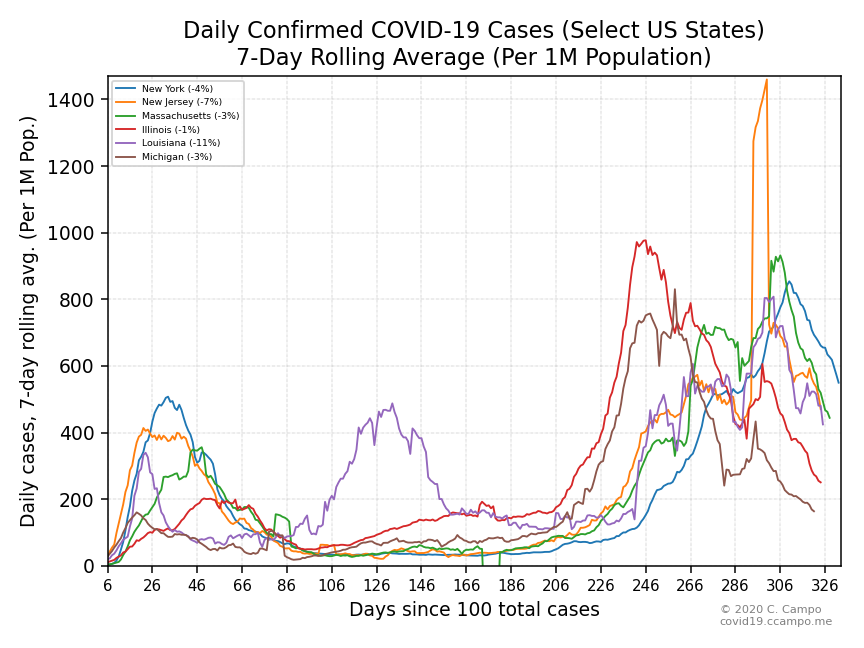 Daily Confirmed COVID-19 Cases (Select US States)
7-Day Rolling Average (Per 1M Population)
Daily cases, 7-day rolling avg. (Per 1M Pop.)
1400
1200
1000
800
600
400
200
0
New York (-4%)
New Jersey (-7%)
Massachusetts (-3%)
Illinois (-1%)
Louisiana (-11%)
Michigan (-3%)
6 26 46 66 86 106 126 146 166 186 206 226 246 266 286 306 326
Days since 100 total cases
© 2020 C. Campo
covid19.ccampo.me